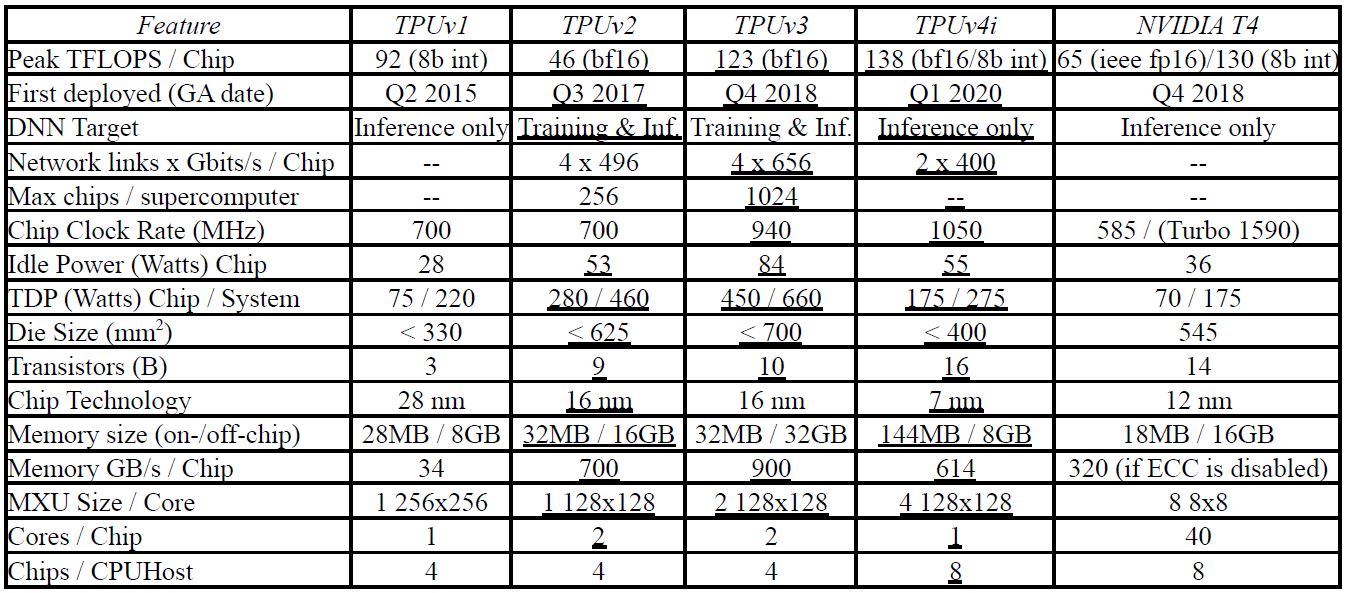 Feature TPUv1 TPUv2 TPUv3 TPUv4i NVIDIA T4
Peak TFLOPS / Chip 92 (8b int) 46 (bf16) 123 (bf16) 138 (bf16/8b int) 65 (ieee fp16)/130 (8b int)
First deployed (GA date) Q2 2015 Q3 2017 Q4 2018 Q1 2020 Q4 2018
DNN Target Inference only Training & Inf. Training & Inf. Inference only Inference only
Network links x Gbits/s / Chip -- 4 x 496 4 x 656 2 x 400 --
Max chips / supercomputer -- 256 1024 -- --
Chip Clock Rate (MHz) 700 700 940 1050 585 / (Turbo 1590)
Idle Power (Watts) Chip 28 53 84 55 36
TDP (Watts) Chip / System 75 / 220 280 / 460 450 / 660 175 / 275 70 / 175
Die Size (mm²) < 330 < 625 < 700 < 400 545
Transistors (B) 3 9 10 16 14
Chip Technology 28 nm 16 nm 16 nm 7 nm 12 nm
Memory size (on-/off-chip) 28MB / 8GB 32MB / 16GB 32MB / 32GB 144MB / 8GB 18MB / 16GB
Memory GB/s / Chip 34 700 900 614 320 (if ECC is disabled)
MXU Size / Core 1 256x256 1 128x128 2 128x128 4 128x128 8 8x8
Cores / Chip 1 2 2 1 40
Chips / CPUHost 4 4 4 8 8